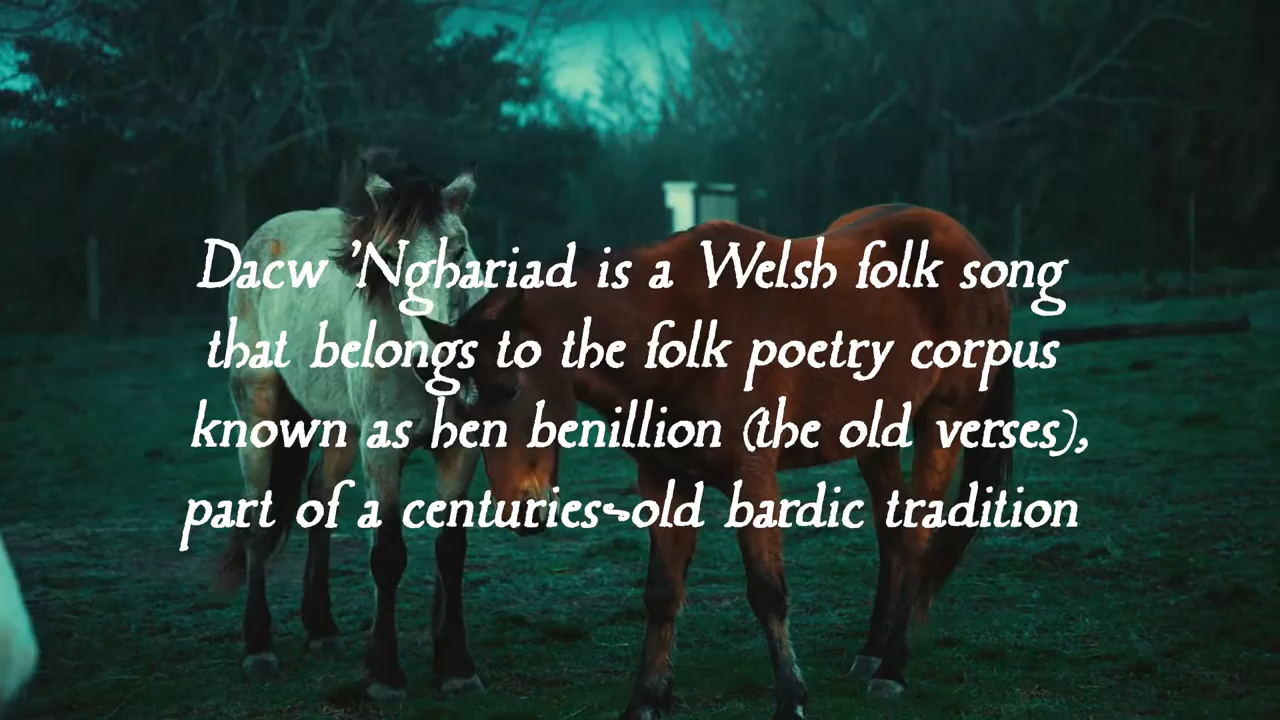 Dacw 'Nghariad is a Welsh folk song
that belongs to the folk poetry corpus
known as hen benillion (the old verses),
part of a centuries-old bardic tradition